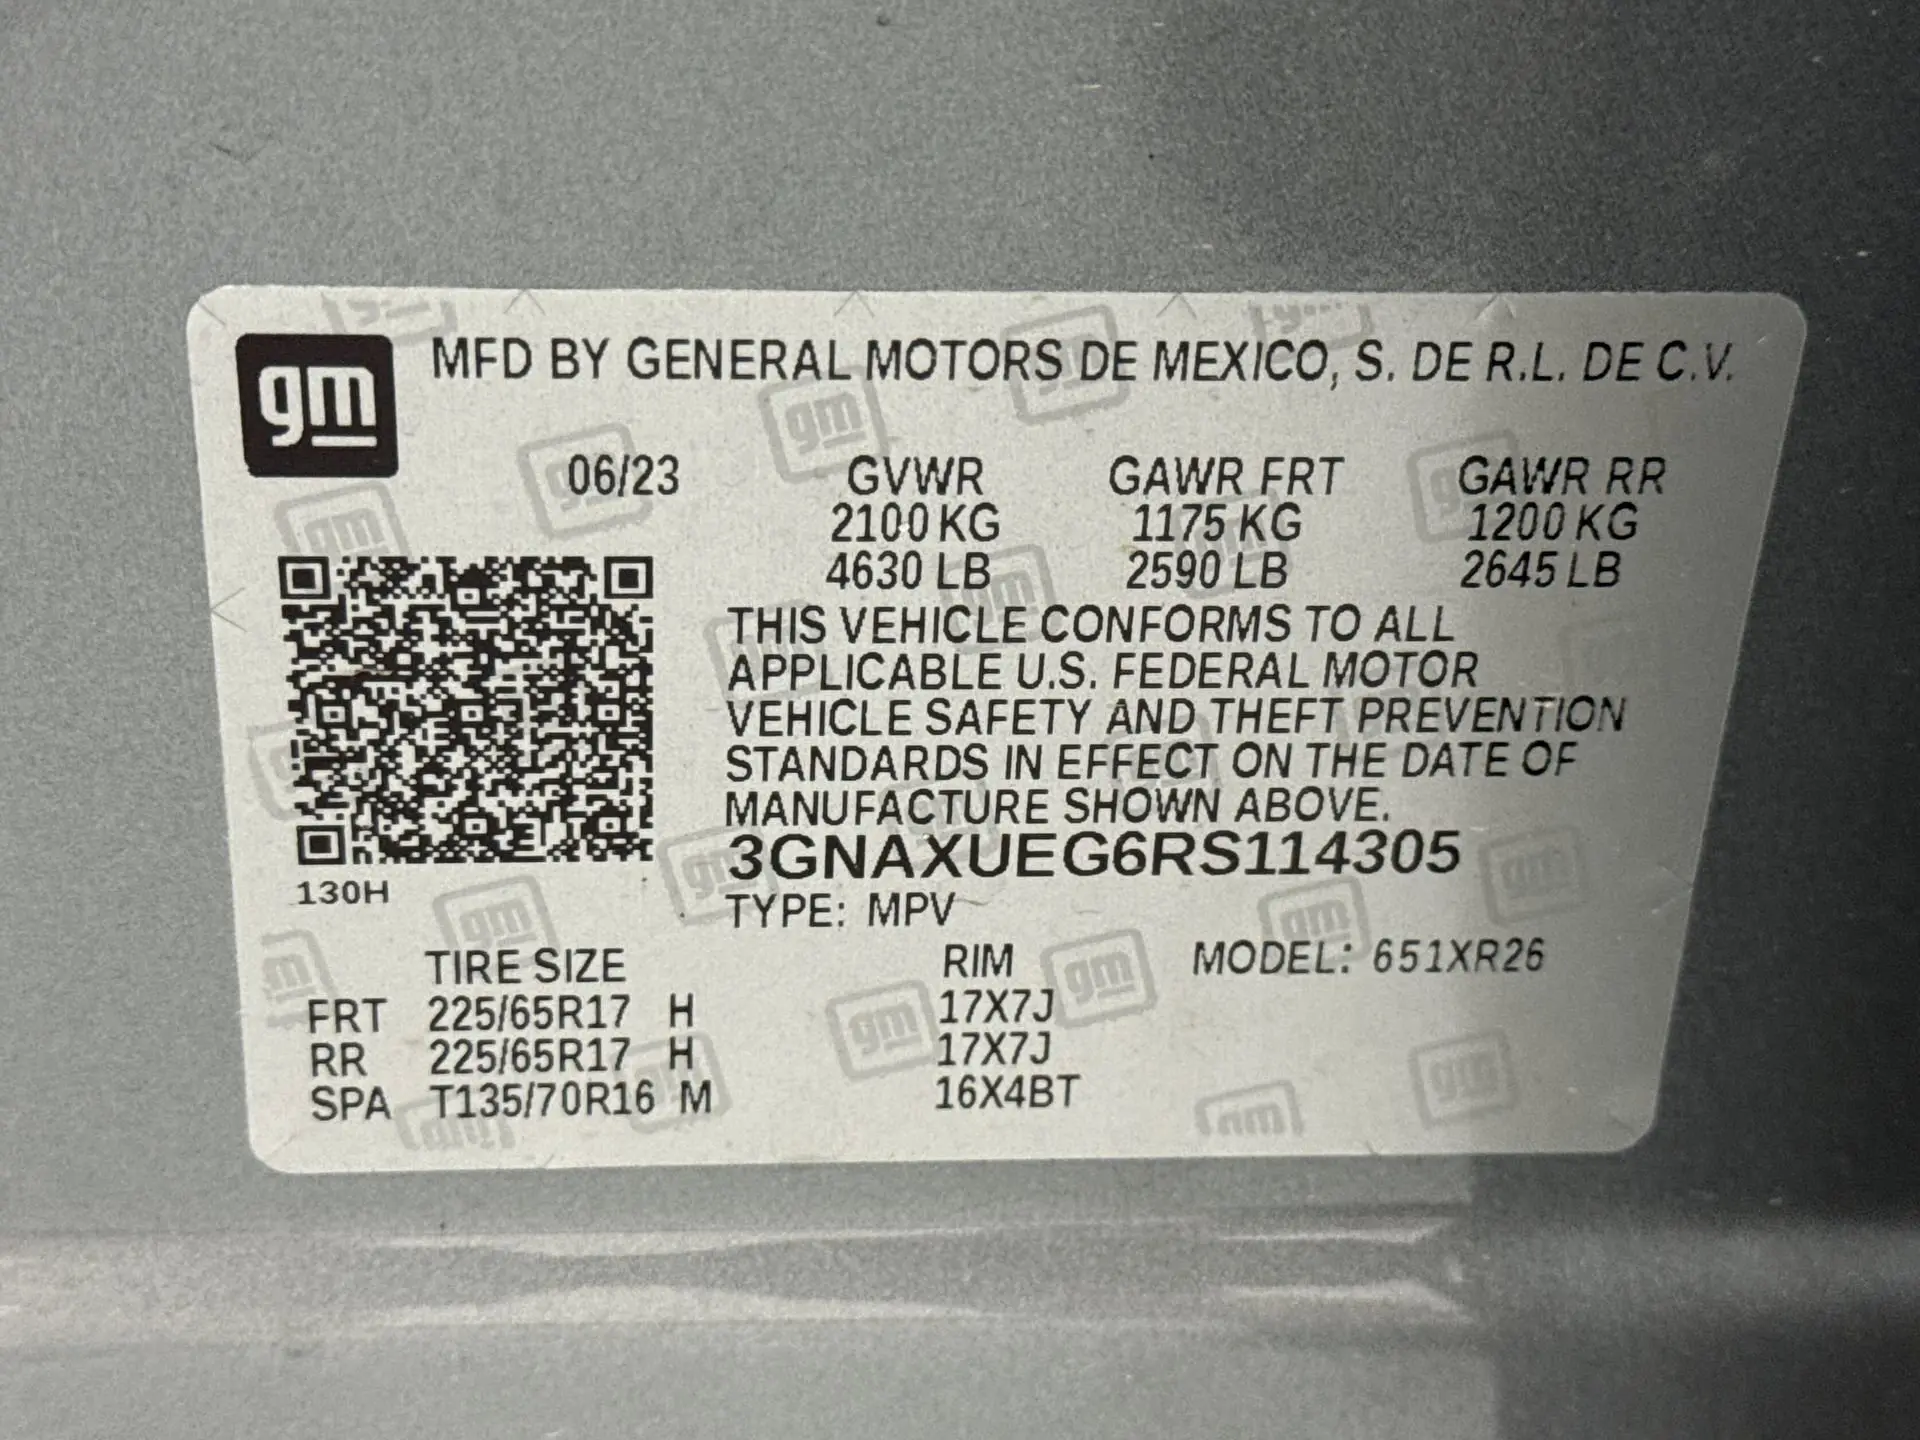 gm
MFD BY GENERAL MOTORS DE MEXICO, S. DE R.L. DE C.V.
06/23 GVWR GAWR FRT GAWR RR
2100 KG 1175 KG 1200 KG
4630 LB 2590 LB 2645 LB
THIS VEHICLE CONFORMS TO ALL
APPLICABLE U.S. FEDERAL MOTOR
VEHICLE SAFETY AND THEFT PREVENTION
STANDARDS IN EFFECT ON THE DATE OF
MANUFACTURE SHOWN ABOVE.
3GNAXUEG6RS114305
130H
TYPE: MPV
TIRE SIZE RIM MODEL: 651XR26
FRT 225/65R17 H 17X7J
RR 225/65R17 H 17X7J
SPA T135/70R16 M 16X4BT